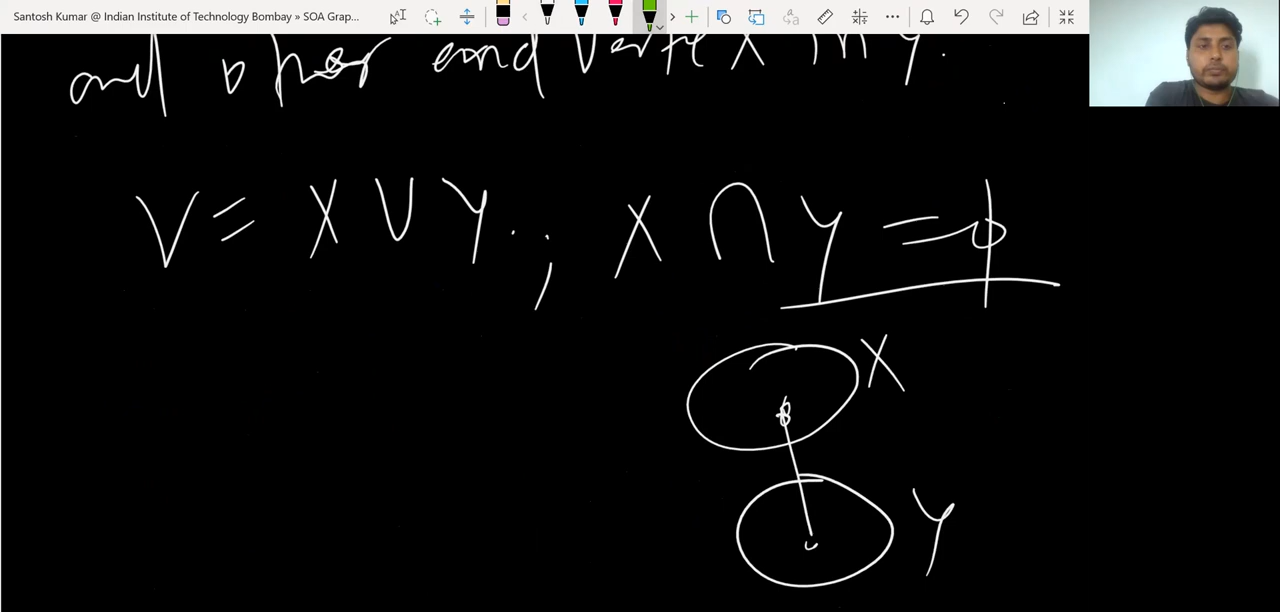 Santosh Kumar @ Indian Institute of Technology Bombay » SOA Grap...
and other end vertex in Y.
V = X ∪ Y . ; X ∩ Y = ϕ
X
Y